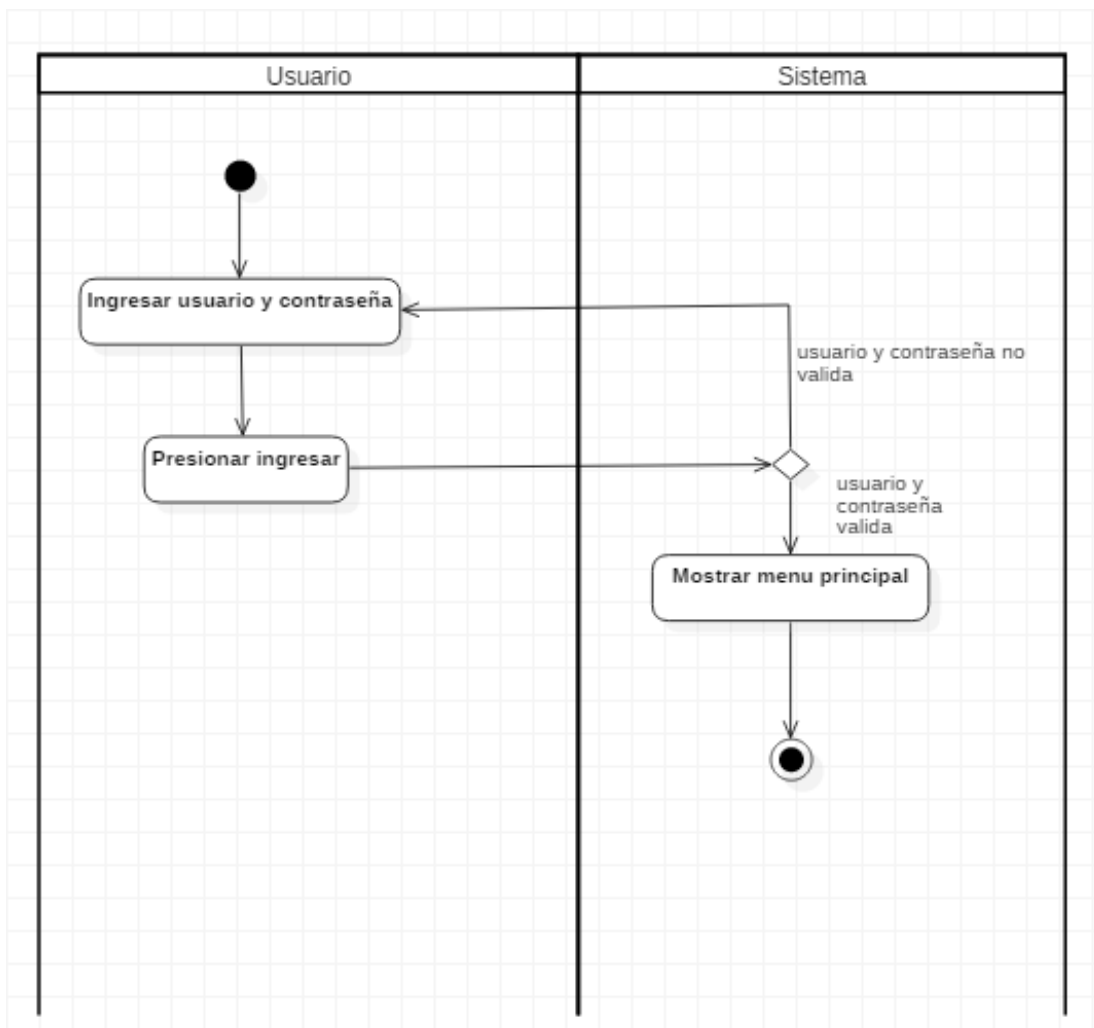 Usuario
Sistema
Ingresar usuario y contraseña
usuario y contraseña no
valida
Presionar ingresar
usuario y
contraseña
valida
Mostrar menu principal